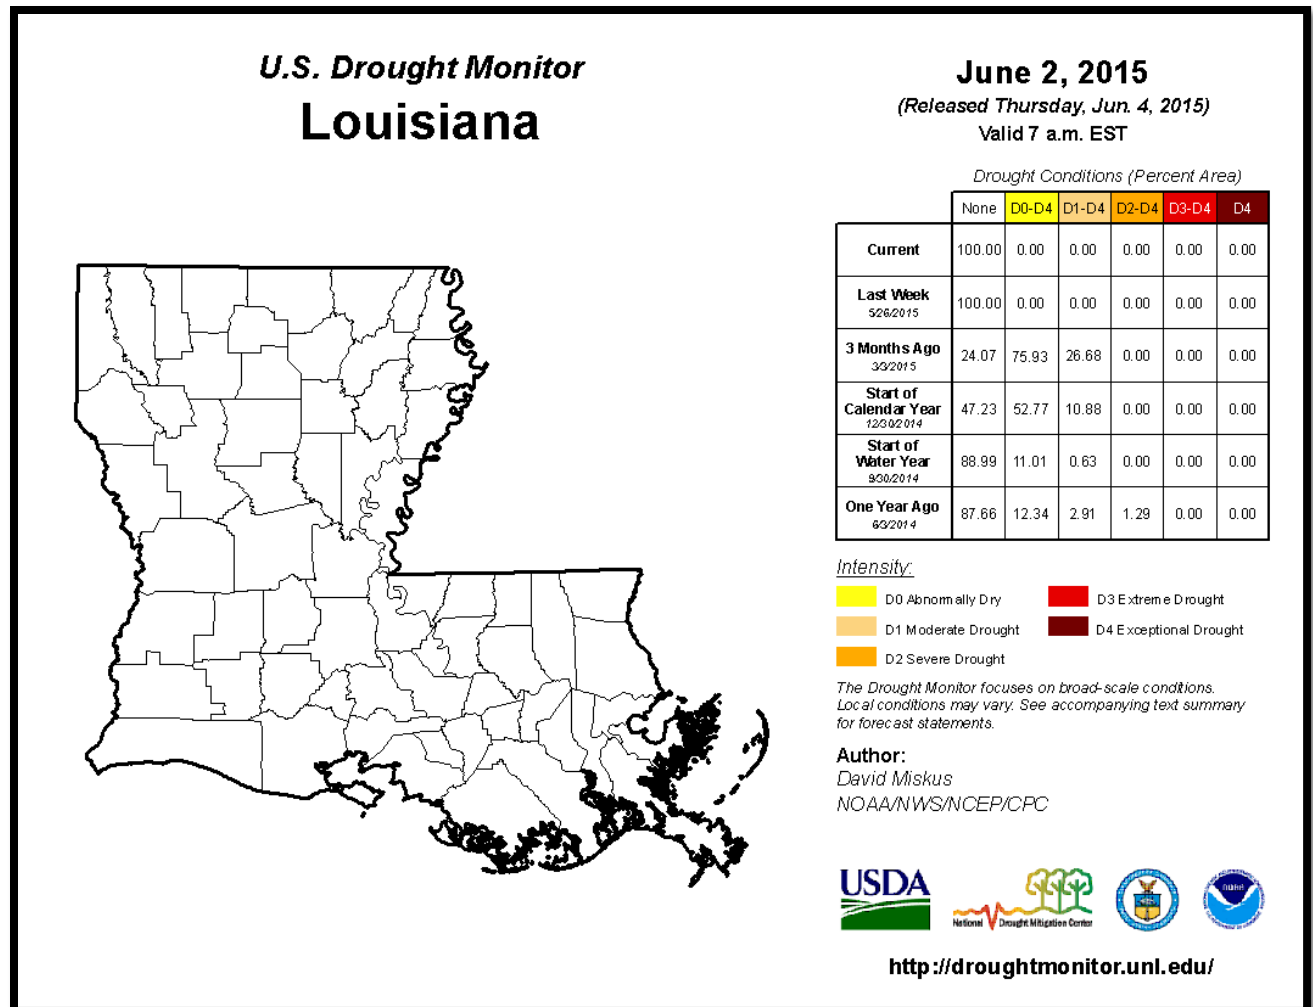 U.S. Drought Monitor
Louisiana
June 2, 2015
(Released Thursday, Jun. 4, 2015)
Valid 7 a.m. EST
Drought Conditions (Percent Area)
None D0-D4 D1-D4 D2-D4 D3-D4 D4
Current 100.00 0.00 0.00 0.00 0.00 0.00
Last Week
5/26/2015 100.00 0.00 0.00 0.00 0.00 0.00
3 Months Ago
3/3/2015 24.07 75.93 26.68 0.00 0.00 0.00
Start of
Calendar Year
12/30/2014 47.23 52.77 10.88 0.00 0.00 0.00
Start of
Water Year
9/30/2014 88.99 11.01 0.63 0.00 0.00 0.00
One Year Ago
6/3/2014 87.66 12.34 2.91 1.29 0.00 0.00
Intensity:
D0 Abnormally Dry
D1 Moderate Drought
D2 Severe Drought
D3 Extreme Drought
D4 Exceptional Drought
The Drought Monitor focuses on broad-scale conditions.
Local conditions may vary. See accompanying text summary
for forecast statements.
Author:
David Miskus
NOAA/NWS/NCEP/CPC
USDA
National Drought Mitigation Center
noaa
http://droughtmonitor.unl.edu/